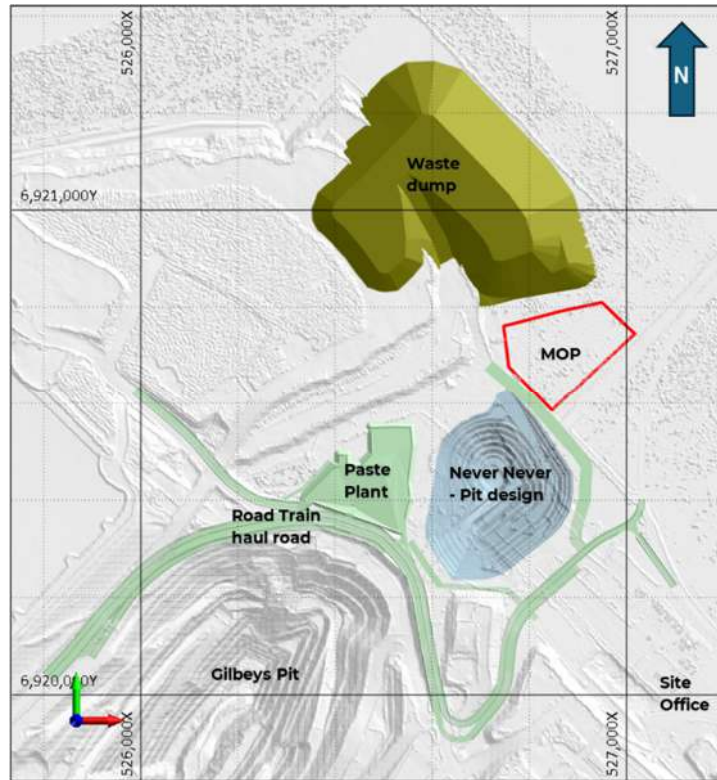 526,000X
527,000X
N
Waste
dump
6,921,000Y
MOP
Paste
Plant
Never Never
- Pit design
Road Train
haul road
Gilbeys Pit
6,920,000Y
Site
Office
526,000X
527,000X